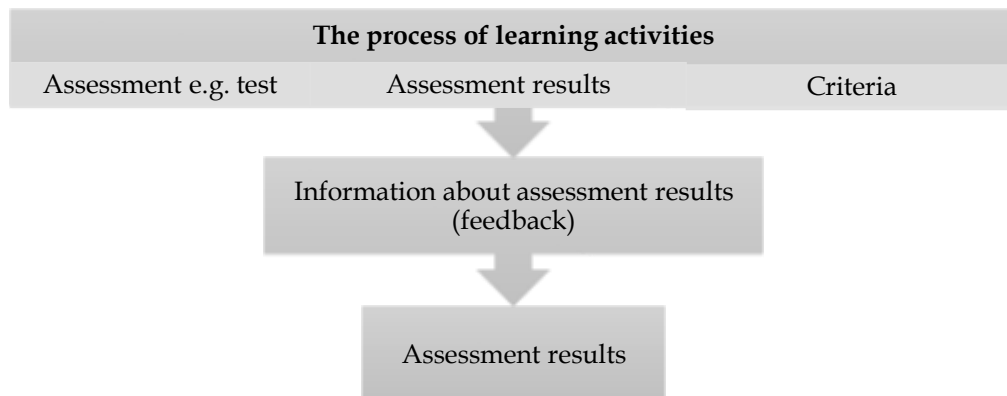 The process of learning activities
Assessment e.g. test
Assessment results
Criteria
Information about assessment results
(feedback)
Assessment results